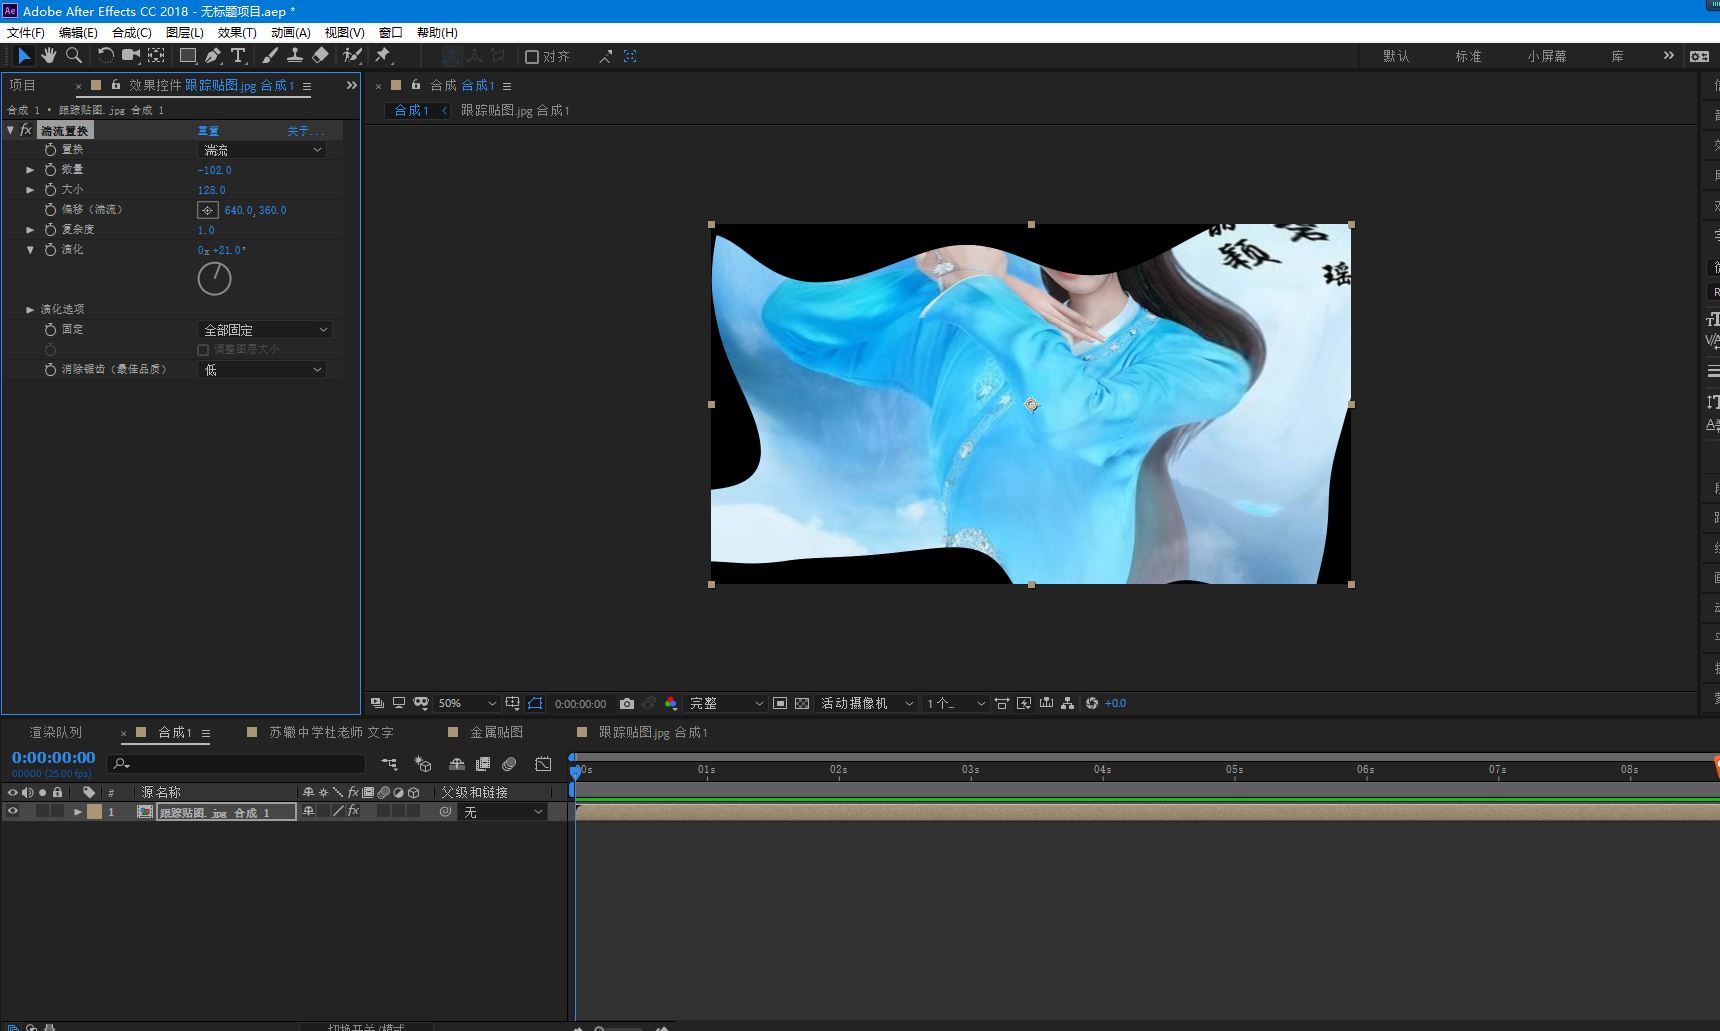 Ae Adobe After Effects CC 2018 - 无标题项目.aep *
文件(F) 编辑(E) 合成(C) 图层(L) 效果(T) 动画(A) 视图(V) 窗口 帮助(H)
对齐 默认 标准 小屏幕 库 »
项目 × 效果控件 跟踪贴图.jpg 合成1 ≡ »
合成 1 • 跟踪贴图.jpg 合成 1
fx 湍流置换 重置 关于...
置换 湍流
数量 -102.0
大小 128.0
偏移（湍流） 640.0,360.0
复杂度 1.0
演化 0x +21.0°
演化选项
固定 全部固定
调整图层大小
消除锯齿（最佳品质） 低
× 合成 合成1 ≡
合成1 ‹ 跟踪贴图.jpg 合成1
颖
瑶
50% 0:00:00:00 完整 活动摄像机 1个... +0.0
渲染队列 × 合成1 ≡ 苏辙中学杜老师 文字 金属贴图 跟踪贴图.jpg 合成1
0:00:00:00
00000 (25.00 fps)
00s 01s 02s 03s 04s 05s 06s 07s 08s
# 源名称 fx 父级和链接
1 跟踪贴图.jpg 合成 1 fx 无
切换开关/模式